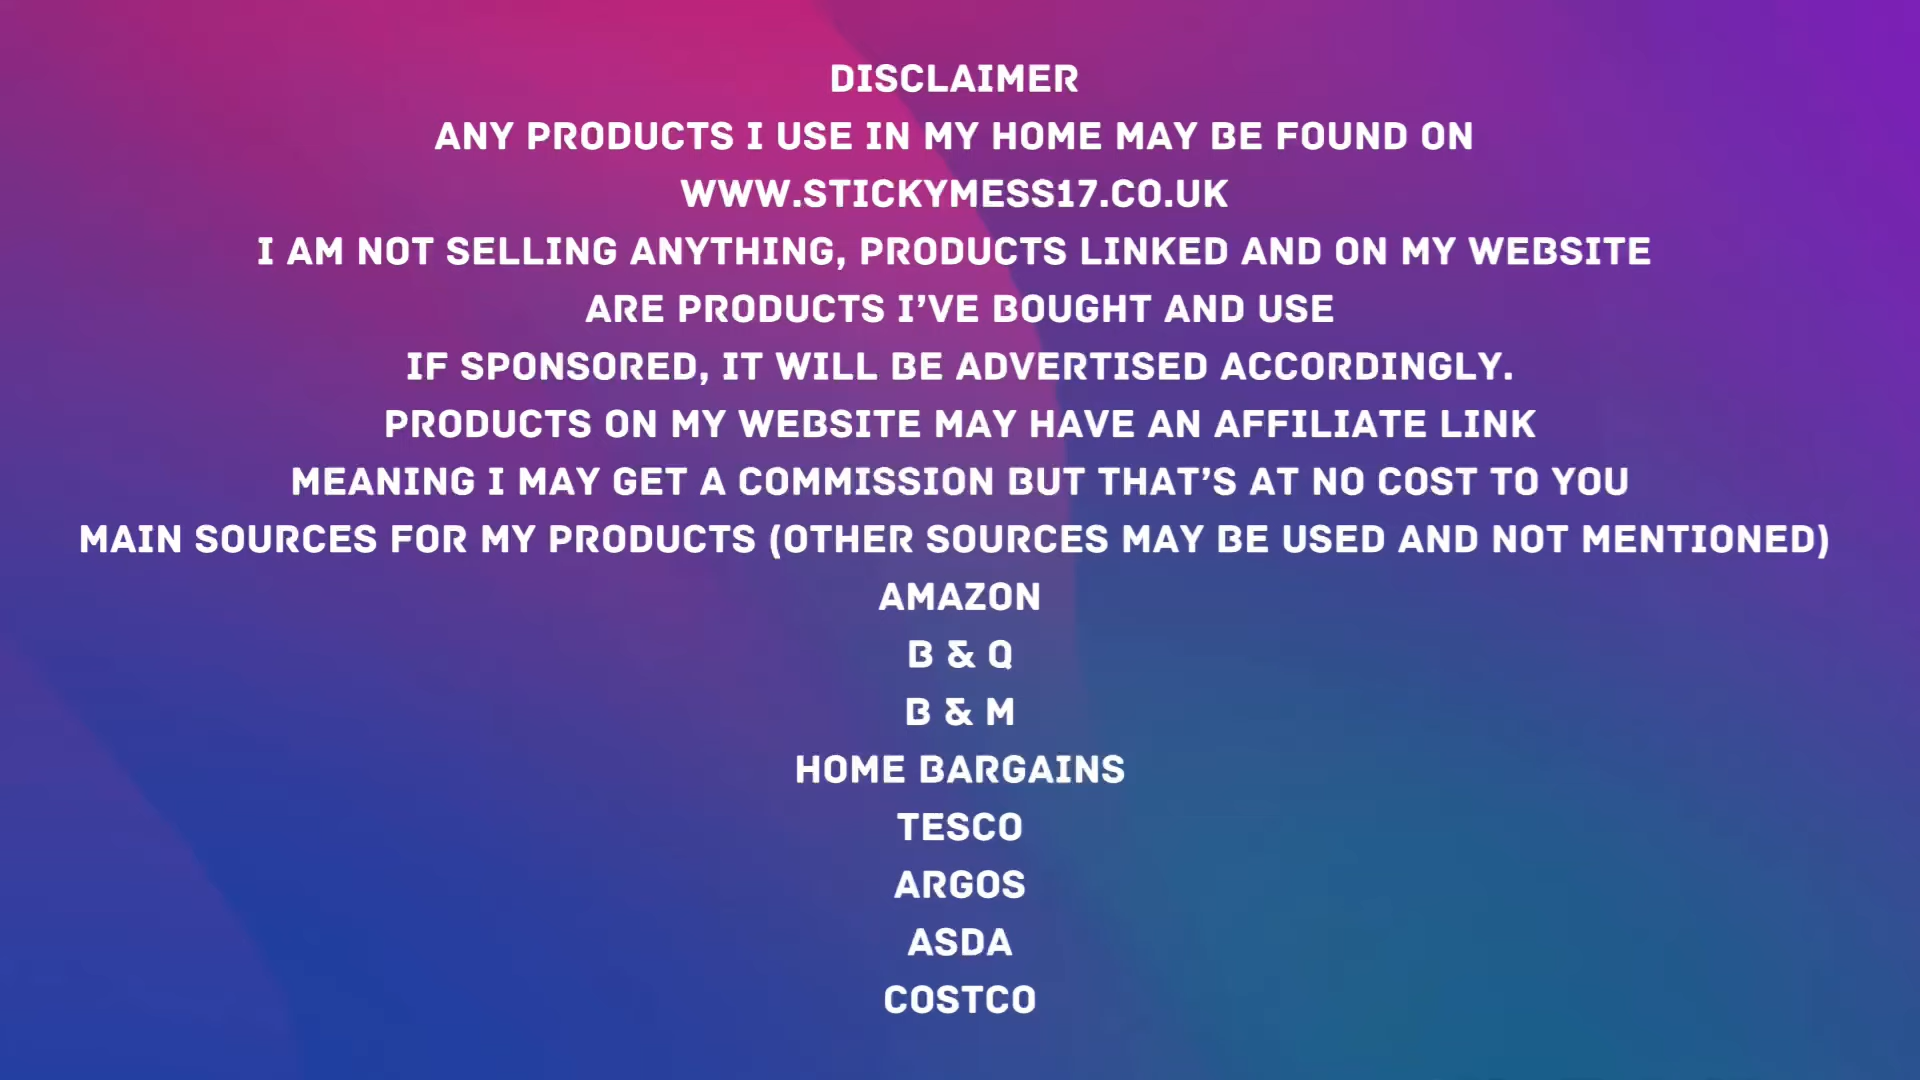 DISCLAIMER
ANY PRODUCTS I USE IN MY HOME MAY BE FOUND ON
WWW.STICKYMESS17.CO.UK
I AM NOT SELLING ANYTHING, PRODUCTS LINKED AND ON MY WEBSITE
ARE PRODUCTS I’VE BOUGHT AND USE
IF SPONSORED, IT WILL BE ADVERTISED ACCORDINGLY.
PRODUCTS ON MY WEBSITE MAY HAVE AN AFFILIATE LINK
MEANING I MAY GET A COMMISSION BUT THAT’S AT NO COST TO YOU
MAIN SOURCES FOR MY PRODUCTS (OTHER SOURCES MAY BE USED AND NOT MENTIONED)
AMAZON
B & Q
B & M
HOME BARGAINS
TESCO
ARGOS
ASDA
COSTCO